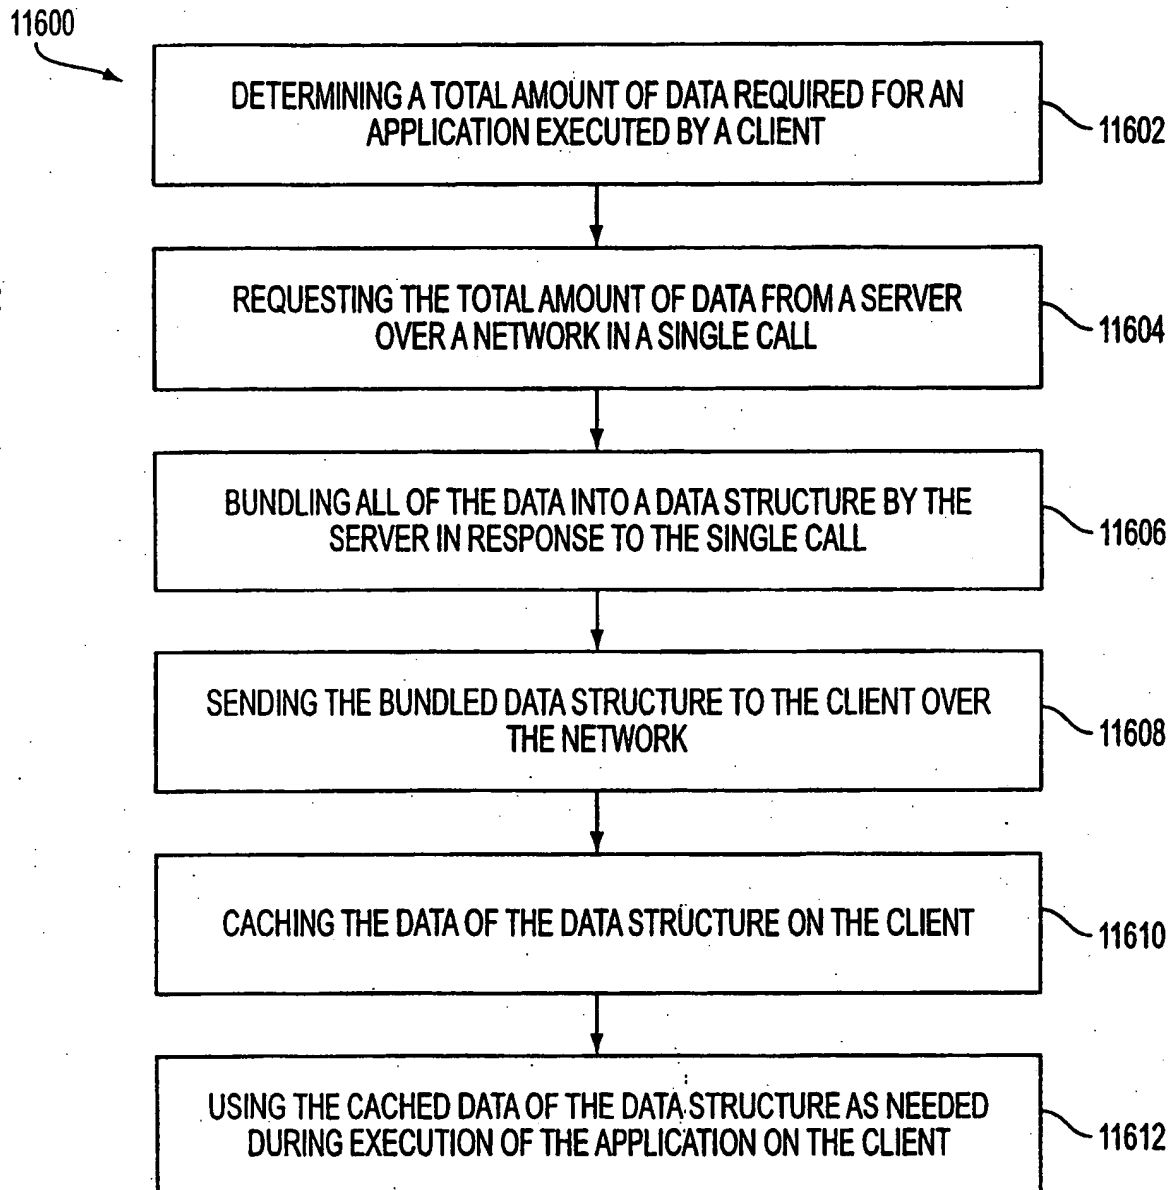 11600
DETERMINING A TOTAL AMOUNT OF DATA REQUIRED FOR AN
APPLICATION EXECUTED BY A CLIENT
11602
REQUESTING THE TOTAL AMOUNT OF DATA FROM A SERVER
OVER A NETWORK IN A SINGLE CALL
11604
BUNDLING ALL OF THE DATA INTO A DATA STRUCTURE BY THE
SERVER IN RESPONSE TO THE SINGLE CALL
11606
SENDING THE BUNDLED DATA STRUCTURE TO THE CLIENT OVER
THE NETWORK
11608
CACHING THE DATA OF THE DATA STRUCTURE ON THE CLIENT
11610
USING THE CACHED DATA OF THE DATA STRUCTURE AS NEEDED
DURING EXECUTION OF THE APPLICATION ON THE CLIENT
11612